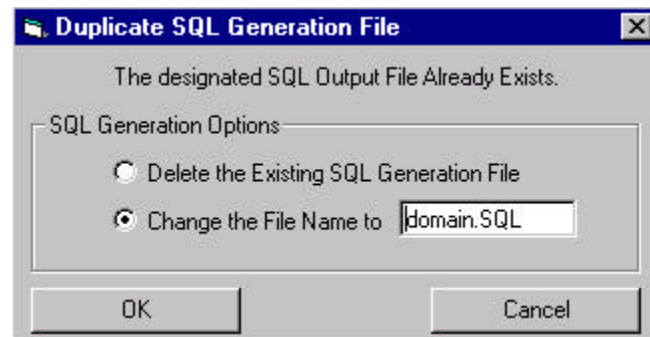 Duplicate SQL Generation File
The designated SQL Output File Already Exists.
SQL Generation Options
Delete the Existing SQL Generation File
Change the File Name to domain.SQL
OK Cancel